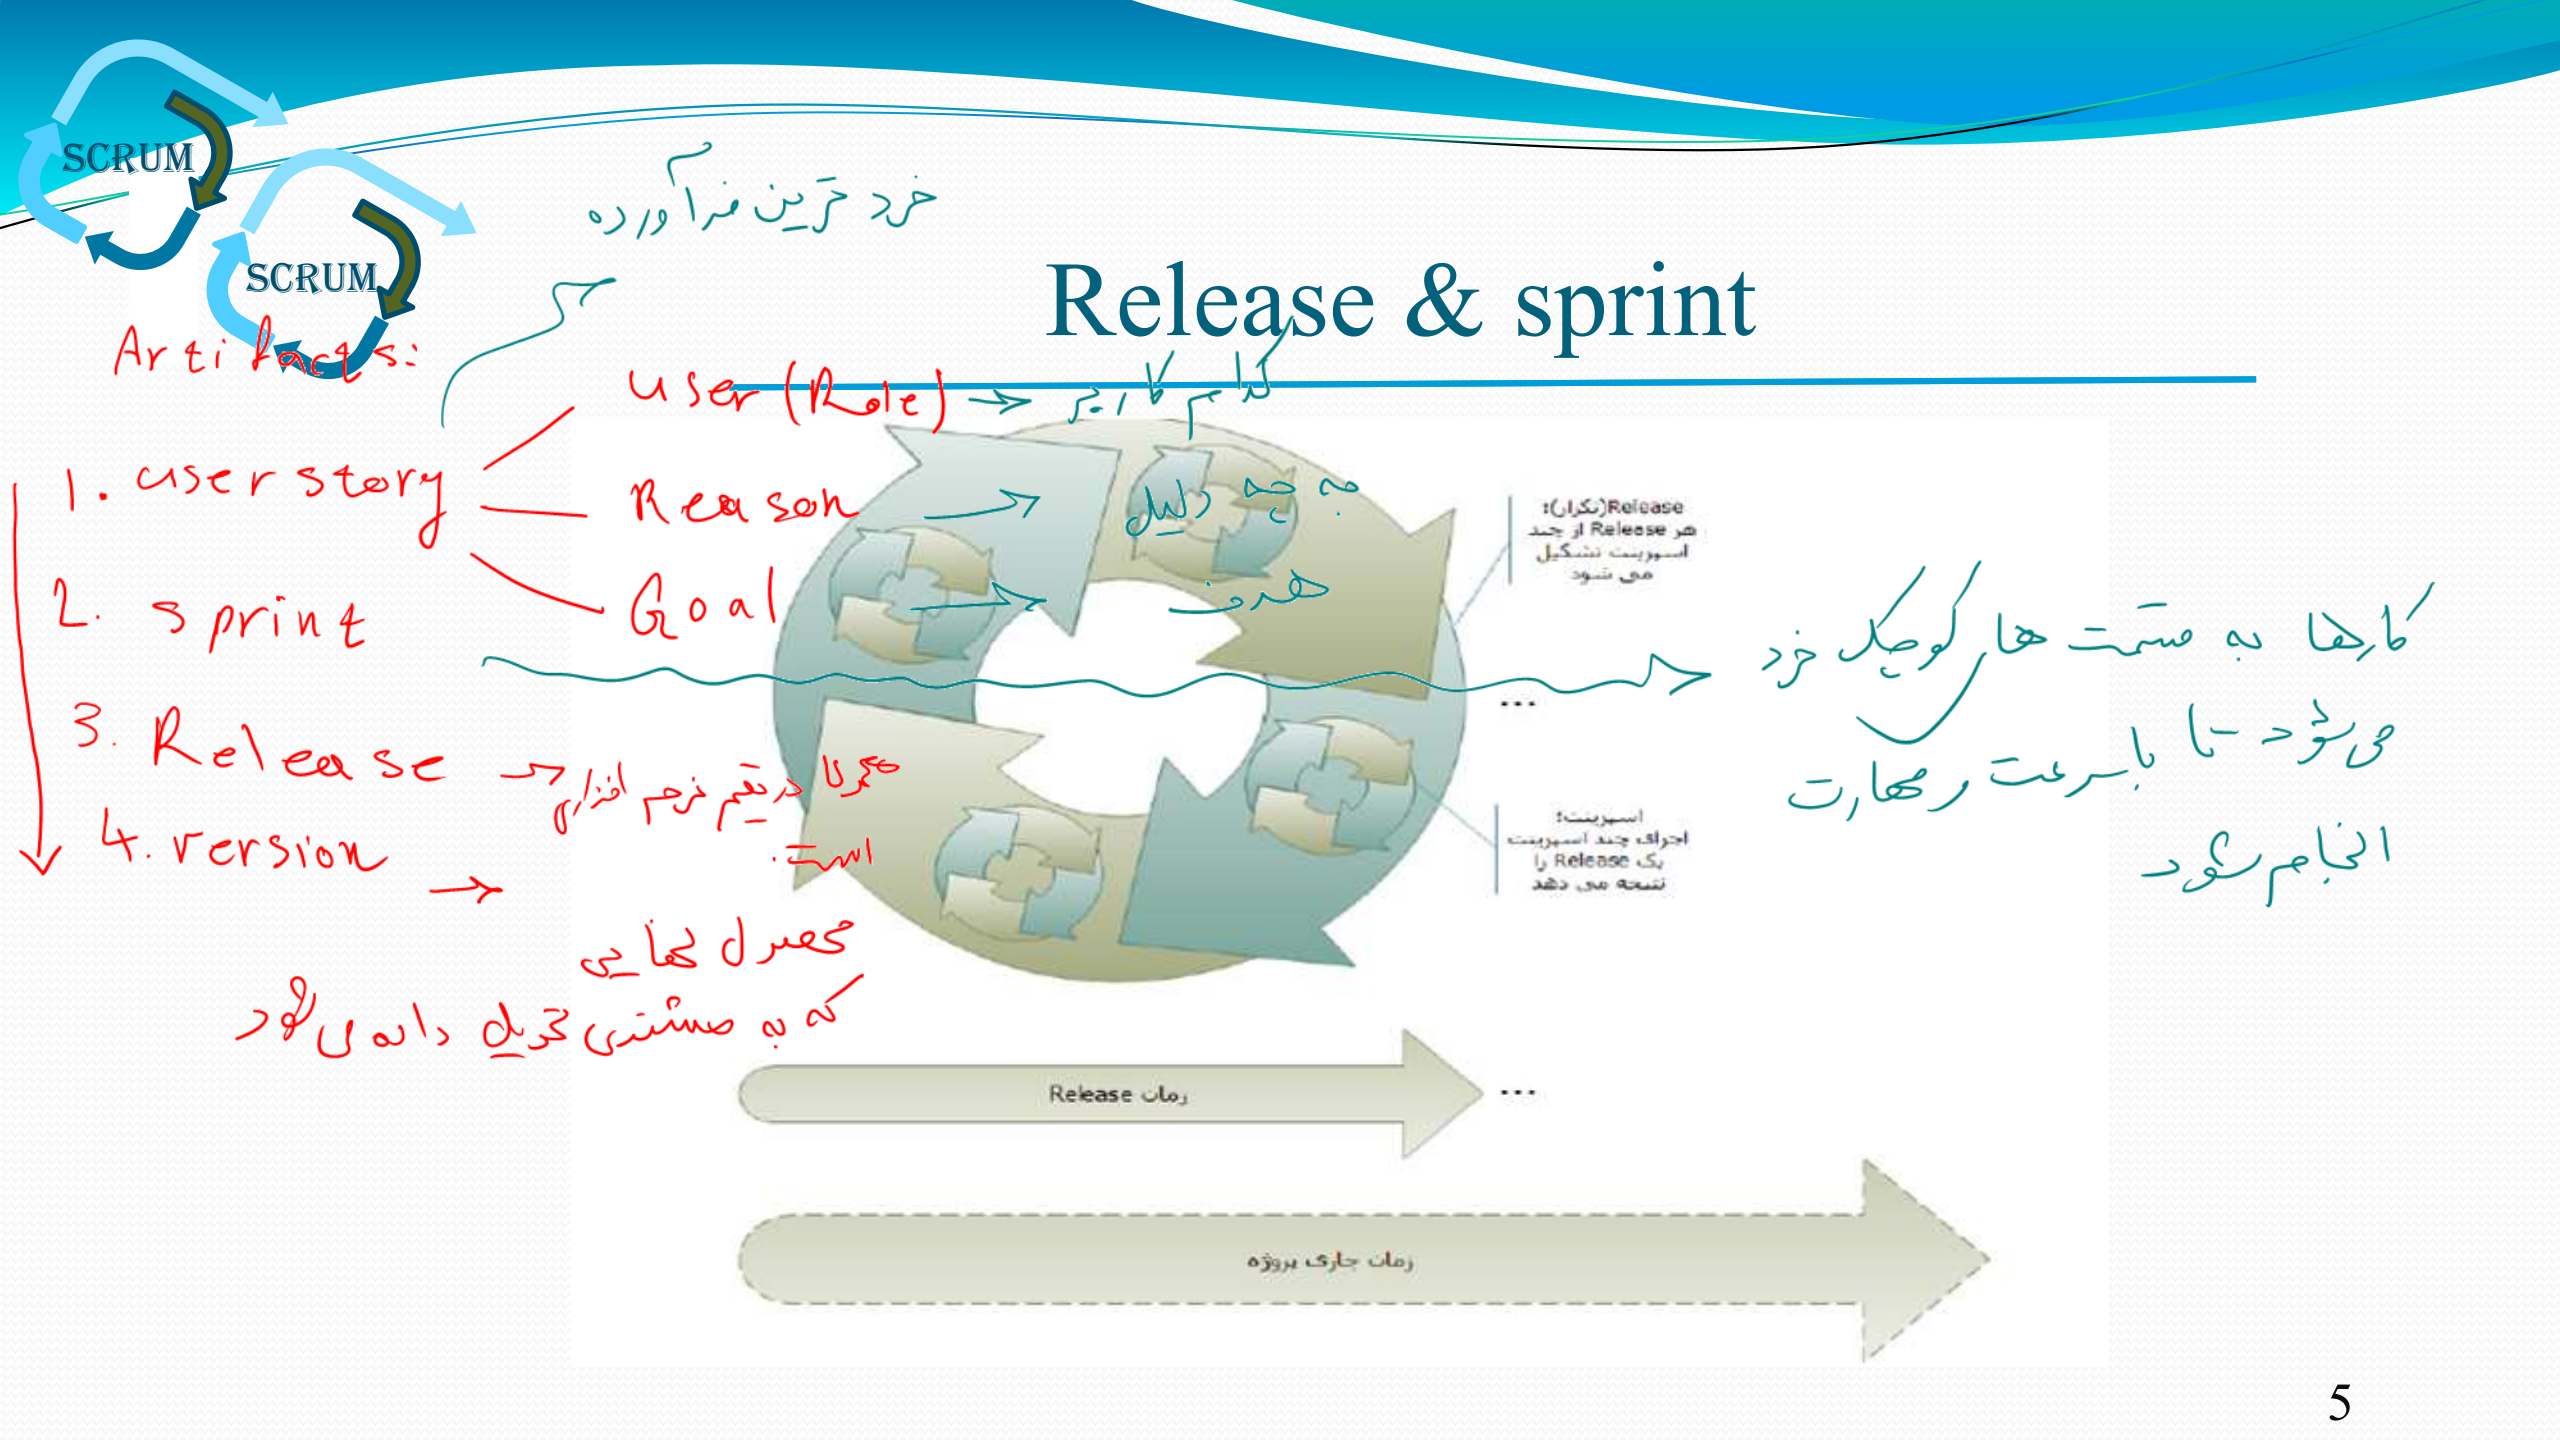 SCRUM
SCRUM
خرد ترین فرآورده
Release & sprint
Artifacts:
user (Role) → کدام کاربر
1. user story
Reason → به چه دلیل
Goal → هدف
2. sprint
کارها به قسمت های کوچک خرد
می‌شود تا با سرعت و مهارت
انجام شود
3. Release →
نرم افزاری
است.
4. version →
محصول نهایی
که به مشتری تحویل داده می‌شود
Release(تکرار):
هر Release از چند
اسپرینت تشکیل
می شود
...
اسپرینت:
اجرای چند اسپرینت
یک Release را
نتیجه می دهد
زمان Release
...
زمان جاری پروژه
5